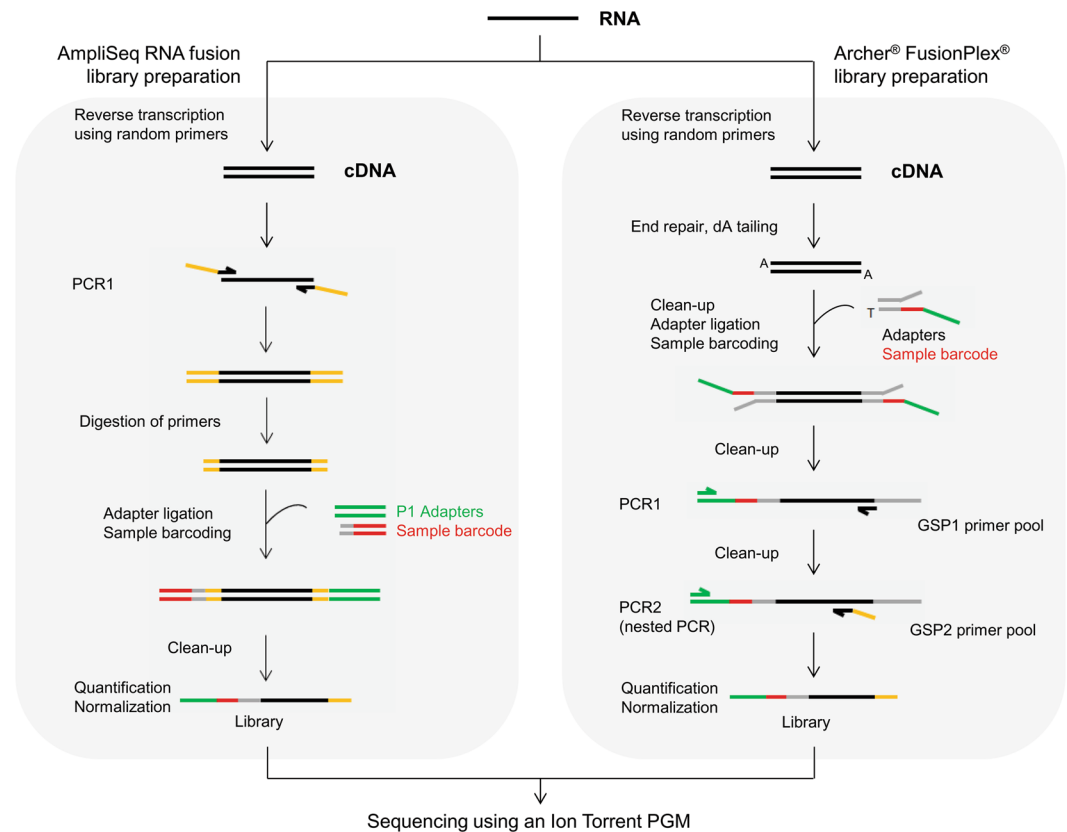 RNA
AmpliSeq RNA fusion
library preparation
Reverse transcription
using random primers
cDNA
PCR1
Digestion of primers
Adapter ligation
Sample barcoding
P1 Adapters
Sample barcode
Clean-up
Quantification
Normalization
Library
Archer® FusionPlex®
library preparation
Reverse transcription
using random primers
cDNA
End repair, dA tailing
A
A
Clean-up
Adapter ligation
Sample barcoding
T
Adapters
Sample barcode
Clean-up
PCR1
GSP1 primer pool
Clean-up
PCR2
(nested PCR)
GSP2 primer pool
Quantification
Normalization
Library
Sequencing using an Ion Torrent PGM